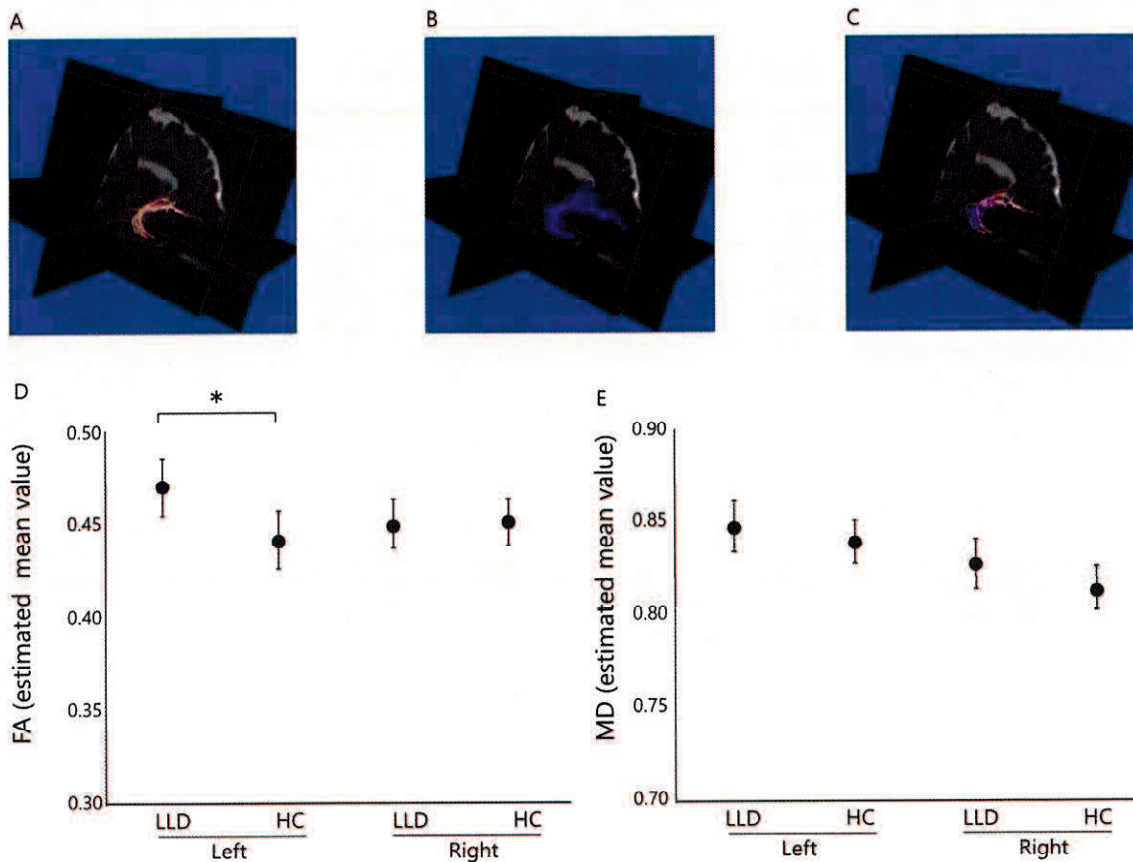 A
B
C
D
*
FA (estimated mean value)
0.50
0.45
0.40
0.35
0.30
LLD HC LLD HC
Left Right
E
MD (estimated mean value)
0.90
0.85
0.80
0.75
0.70
LLD HC LLD HC
Left Right